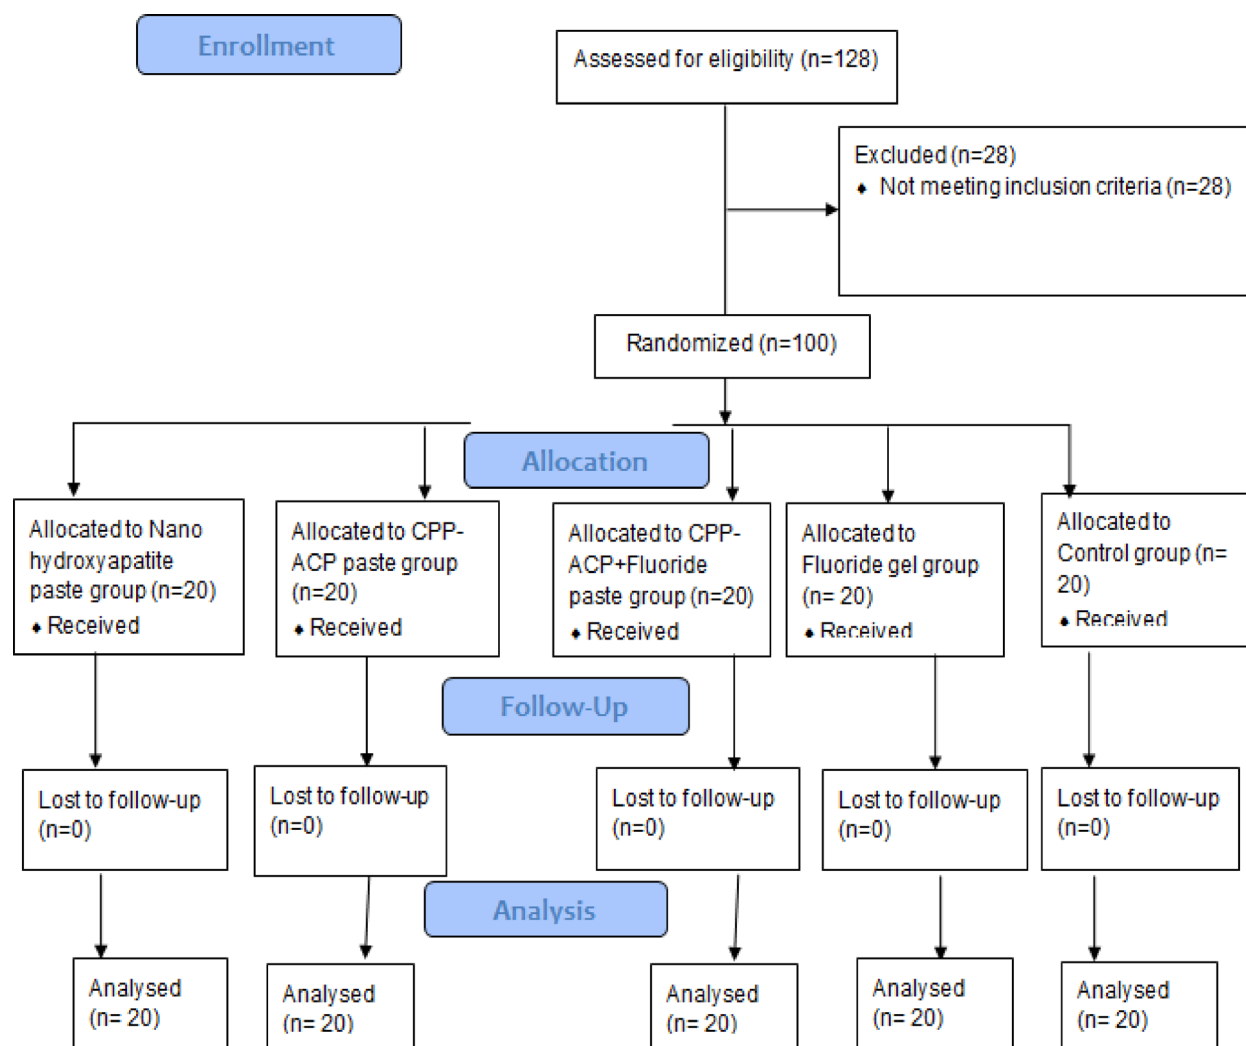 Enrollment
Assessed for eligibility (n=128)
Excluded (n=28)
♦ Not meeting inclusion criteria (n=28)
Randomized (n=100)
Allocation
Allocated to Nano
hydroxyapatite
paste group (n=20)
♦ Received
Allocated to CPP-
ACP paste group
(n=20)
♦ Received
Allocated to CPP-
ACP+Fluoride
paste group (n=20)
♦ Received
Allocated to
Fluoride gel group
(n= 20)
♦ Received
Allocated to
Control group (n=
20)
♦ Received
Follow-Up
Lost to follow-up
(n=0)
Lost to follow-up
(n=0)
Lost to follow-up
(n=0)
Lost to follow-up
(n=0)
Lost to follow-up
(n=0)
Analysis
Analysed
(n= 20)
Analysed
(n= 20)
Analysed
(n= 20)
Analysed
(n= 20)
Analysed
(n= 20)